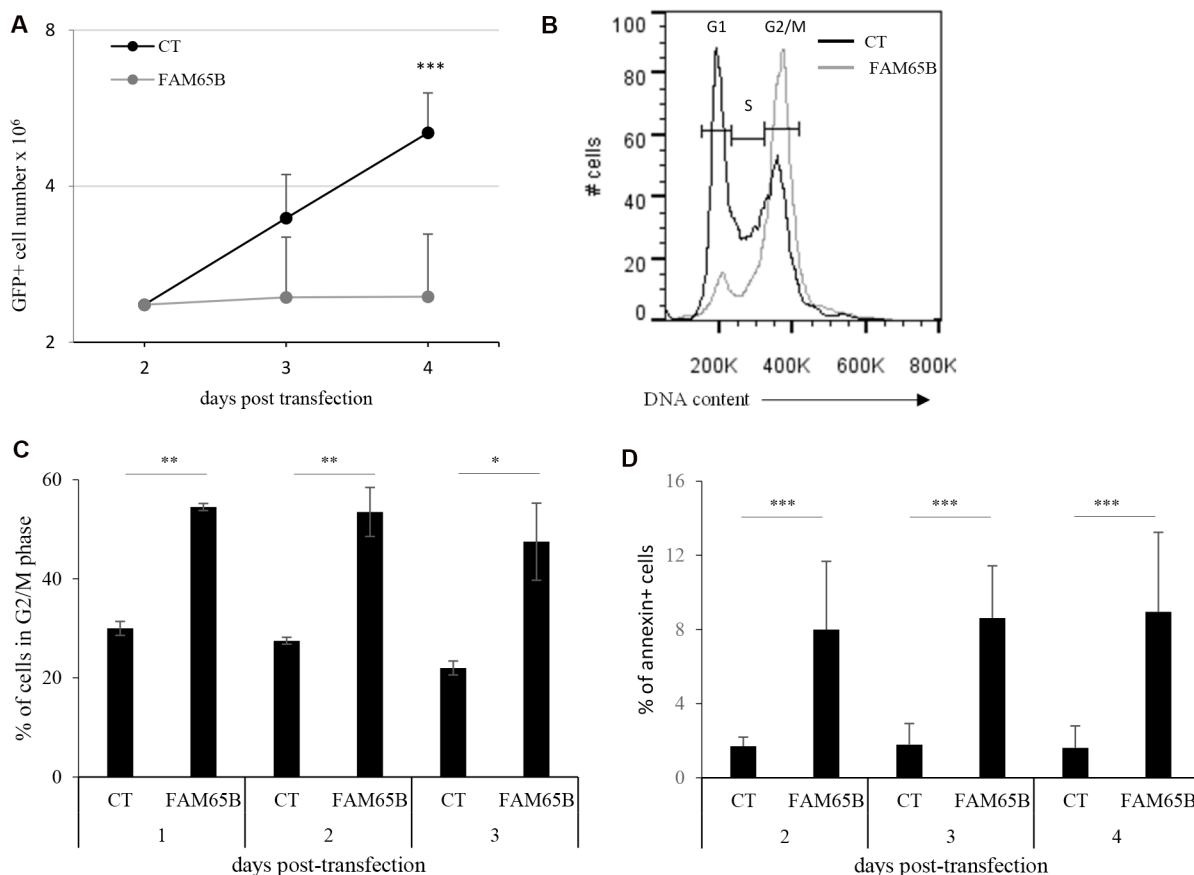 A
8
4
2
GFP+ cell number x 10⁶
CT
FAM65B
***
2 3 4
days post transfection
B
100
80
60
40
20
0
# cells
G1 G2/M
S
CT
FAM65B
200K 400K 600K 800K
DNA content
C
60
40
20
0
% of cells in G2/M phase
** ** *
CT FAM65B CT FAM65B CT FAM65B
1 2 3
days post-transfection
D
16
12
8
4
0
% of annexin+ cells
*** *** ***
CT FAM65B CT FAM65B CT FAM65B
2 3 4
days post-transfection